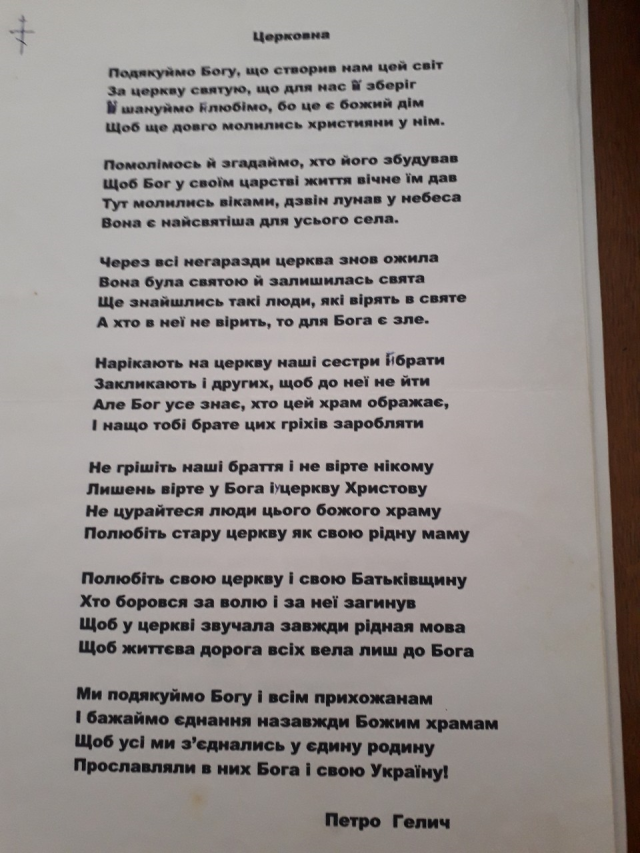 Церковна
Подякуймо Богу, що створив нам цей світ
За церкву святую, що для нас її зберіг
Її шануймо й любімо, бо це є божий дім
Щоб ще довго молились християни у нім.
Помолімось й згадаймо, хто його збудував
Щоб Бог у своїм царстві життя вічне їм дав
Тут молились віками, дзвін лунав у небеса
Вона є найсвятіша для усього села.
Через всі негаразди церква знов ожила
Вона була святою й залишилась свята
Ще знайшлись такі люди, які вірять в святе
А хто в неї не вірить, то для Бога є зле.
Нарікають на церкву наші сестри й брати
Закликають і других, щоб до неї не йти
Але Бог усе знає, хто цей храм ображає,
І нащо тобі брате цих гріхів заробляти
Не грішіть наші браття і не вірте нікому
Лишень вірте у Бога і у церкву Христову
Не цурайтеся люди цього божого храму
Полюбіть стару церкву як свою рідну маму
Полюбіть свою церкву і свою Батьківщину
Хто боровся за волю і за неї загинув
Щоб у церкві звучала завжди рідная мова
Щоб життєва дорога всіх вела лиш до Бога
Ми подякуймо Богу і всім прихожанам
І бажаймо єднання назавжди Божим храмам
Щоб усі ми з’єднались у єдину родину
Прославляли в них Бога і свою Україну!
Петро Гелич